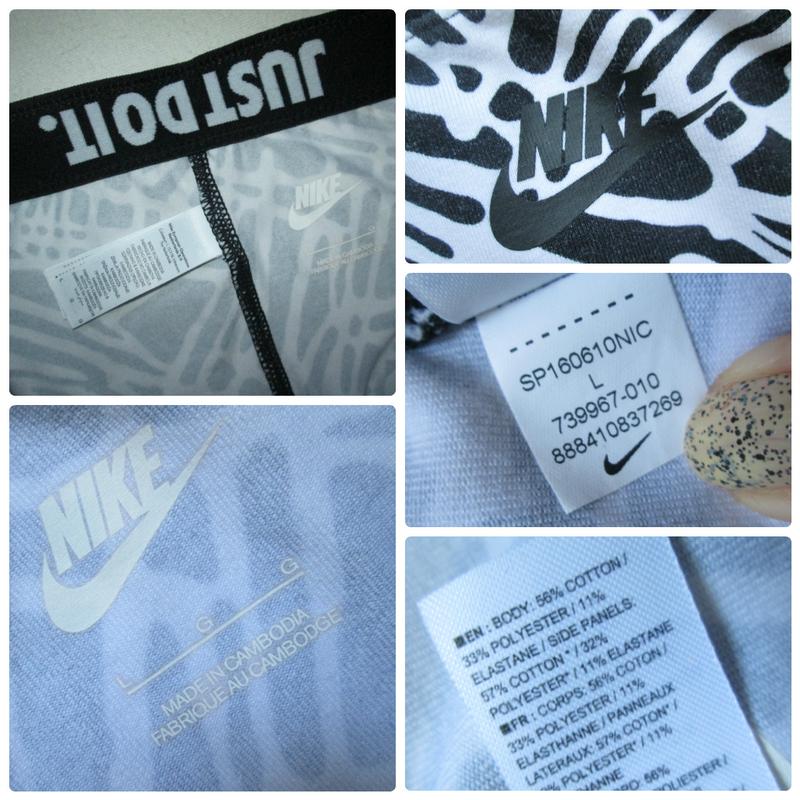 JUST DO IT.
NIKE
NIKE
SP160610NIC
L
739967-010
888410837269
NIKE
L G G
MADE IN CAMBODIA
FABRIQUE AU CAMBODGE
■EN : BODY: 56% COTTON /
33% POLYESTER / 11%
ELASTANE / SIDE PANELS:
57% COTTON * / 32%
POLYESTER* / 11% ELASTANE
■FR : CORPS: 56% COTON /
33% POLYESTER / 11%
ELASTHANNE / PANNEAUX
LATERAUX: 57% COTON* /
POLYESTER* / 11%